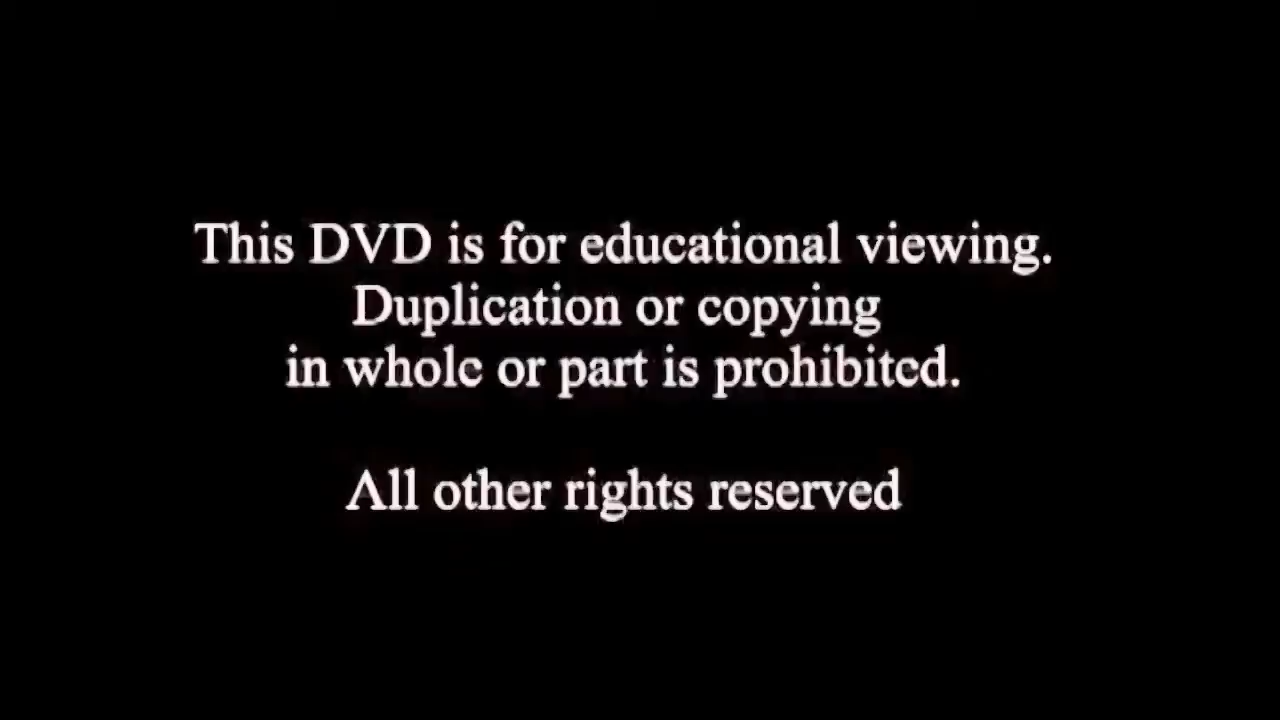 This DVD is for educational viewing.
Duplication or copying
in whole or part is prohibited.
All other rights reserved